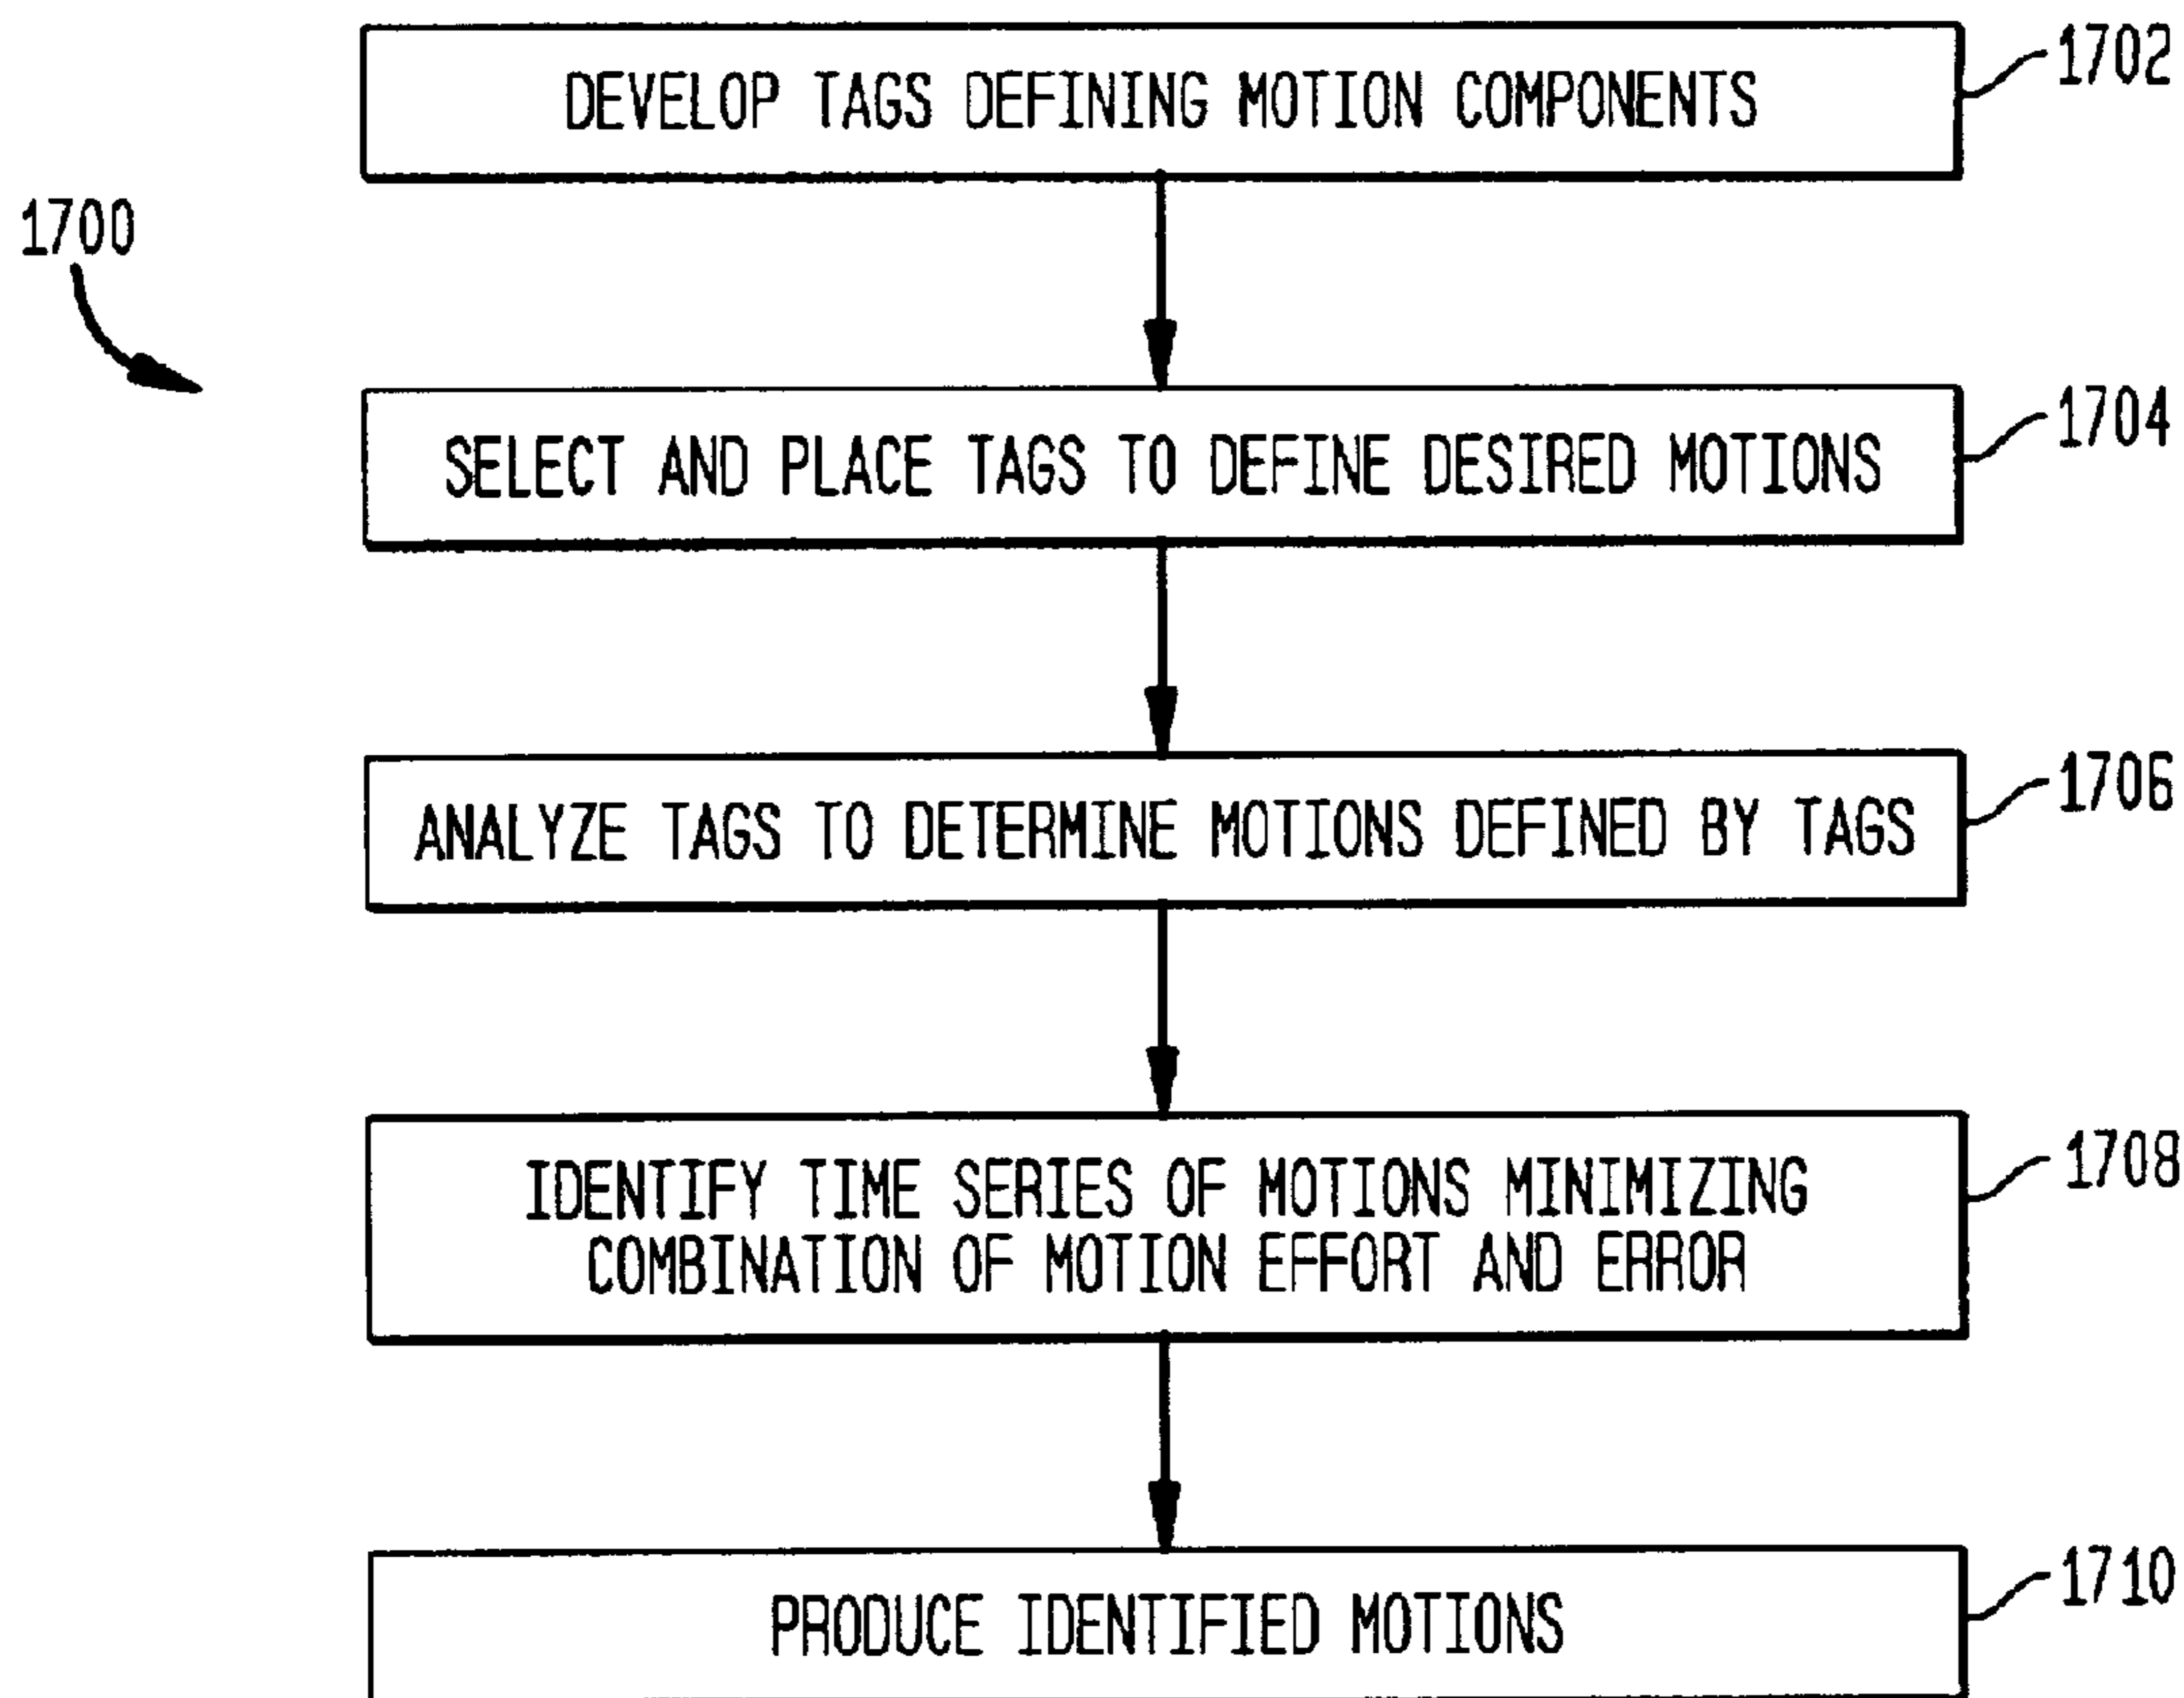 DEVELOP TAGS DEFINING MOTION COMPONENTS
1702
1700
SELECT AND PLACE TAGS TO DEFINE DESIRED MOTIONS
1704
ANALYZE TAGS TO DETERMINE MOTIONS DEFINED BY TAGS
1706
IDENTIFY TIME SERIES OF MOTIONS MINIMIZING
COMBINATION OF MOTION EFFORT AND ERROR
1708
PRODUCE IDENTIFIED MOTIONS
1710